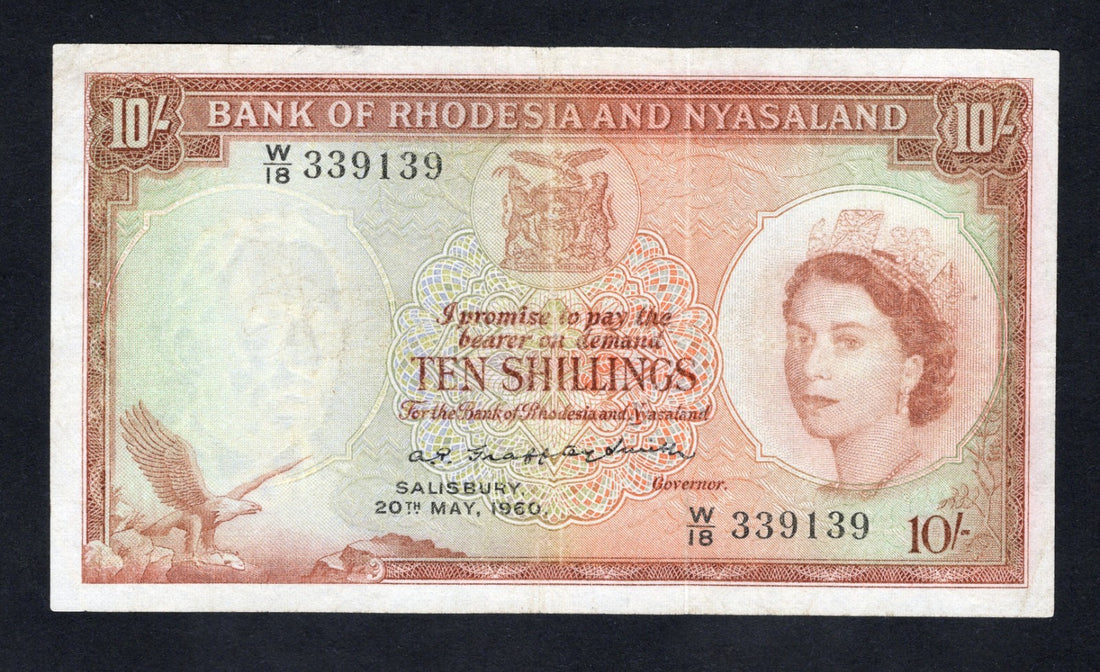 10/- BANK OF RHODESIA AND NYASALAND 10/-
W/18 339139
I promise to pay the
bearer on demand
TEN SHILLINGS
For the Bank of Rhodesia and Nyasaland
SALISBURY,
20TH MAY, 1960.
Governor.
W/18 339139
10/-